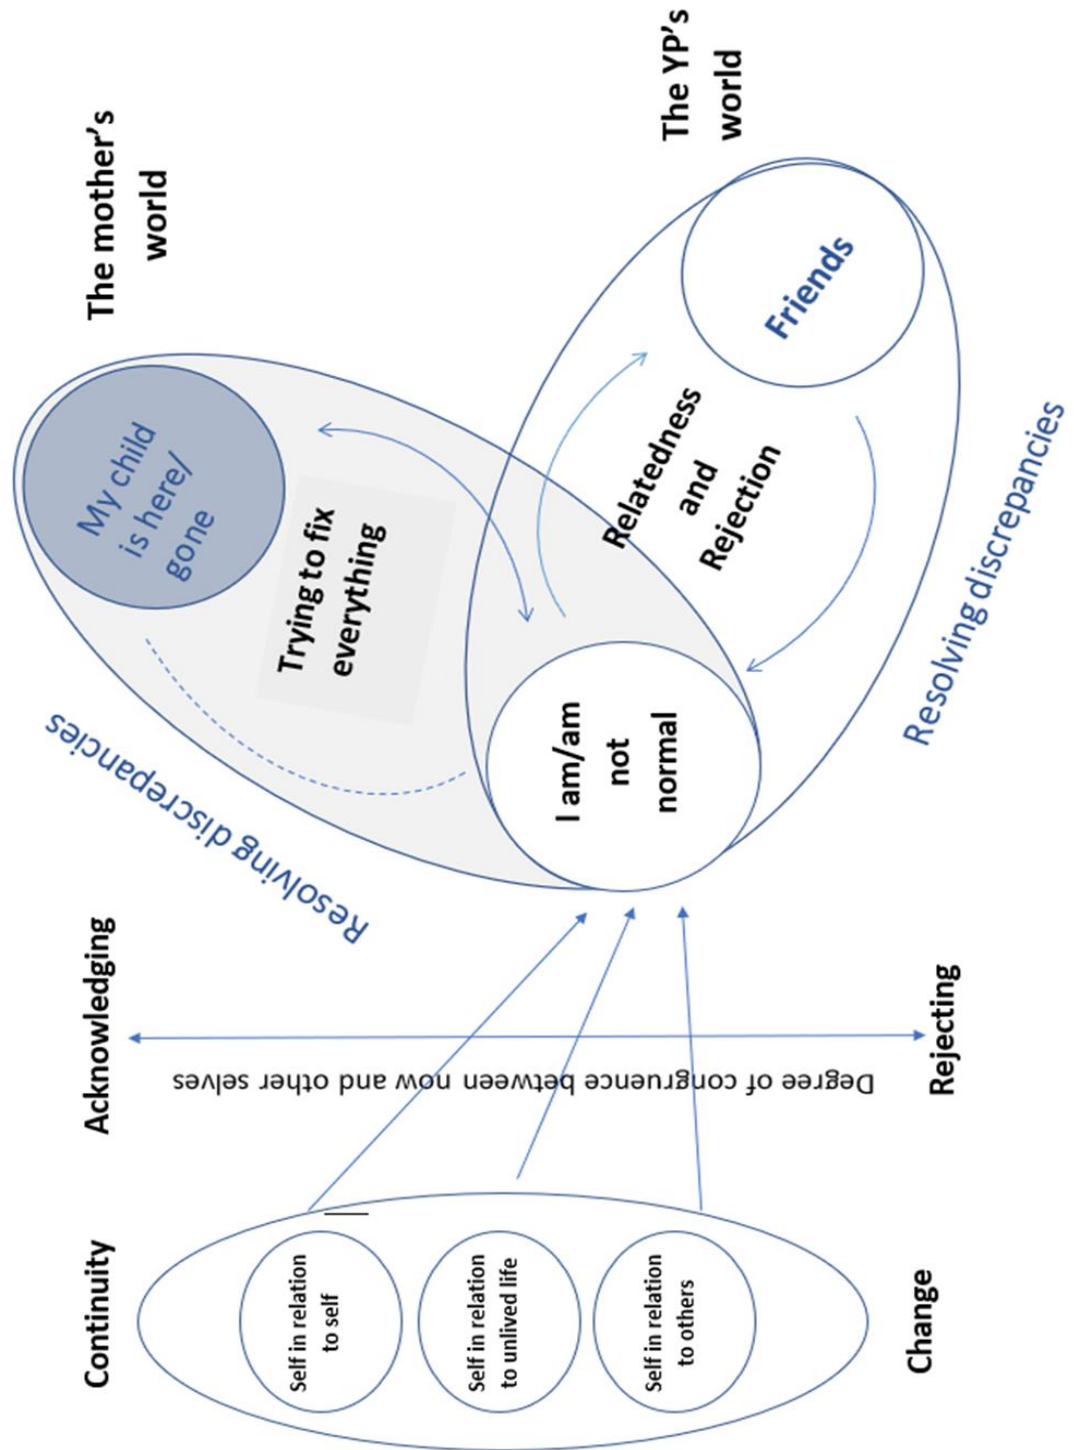 Continuity
Self in relation
to self
Self in relation
to unlived life
Self in relation
to others
Change
Acknowledging
Degree of congruence between now and other selves
Rejecting
Resolving discrepancies
The mother's
world
My child
is here/
gone
Trying to fix
everything
I am/am
not
normal
Relatedness
and
Rejection
Friends
The YP's
world
Resolving discrepancies